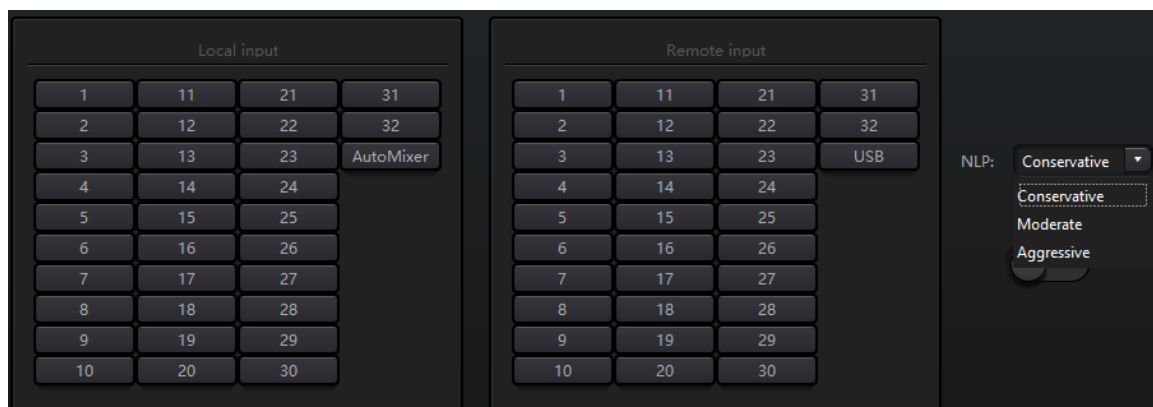 Local input
1 11 21 31
2 12 22 32
3 13 23 AutoMixer
4 14 24
5 15 25
6 16 26
7 17 27
8 18 28
9 19 29
10 20 30
Remote input
1 11 21 31
2 12 22 32
3 13 23 USB
4 14 24
5 15 25
6 16 26
7 17 27
8 18 28
9 19 29
10 20 30
NLP: Conservative
Conservative
Moderate
Aggressive